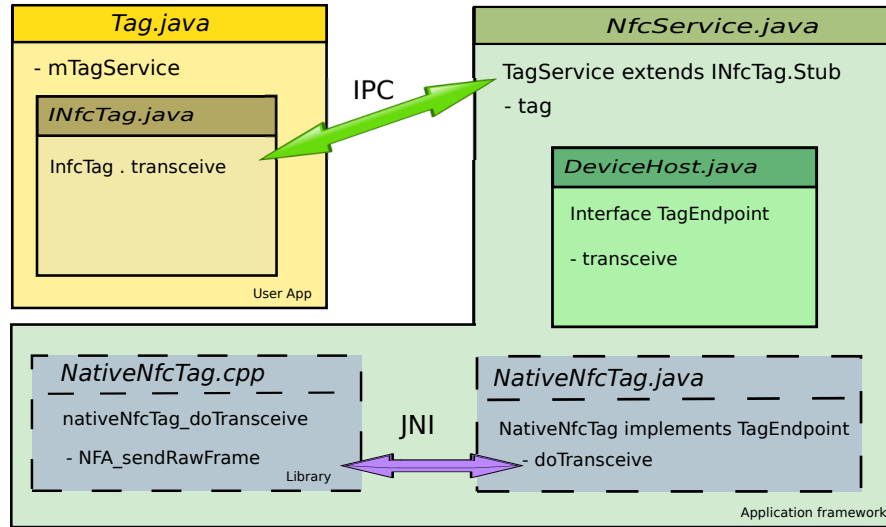 Tag.java
- mTagService
INfcTag.java
InfcTag . transceive
User App
IPC
NfcService.java
TagService extends INfcTag.Stub
- tag
DeviceHost.java
Interface TagEndpoint
- transceive
NativeNfcTag.cpp
nativeNfcTag_doTransceive
- NFA_sendRawFrame
Library
JNI
NativeNfcTag.java
NativeNfcTag implements TagEndpoint
- doTransceive
Application framework